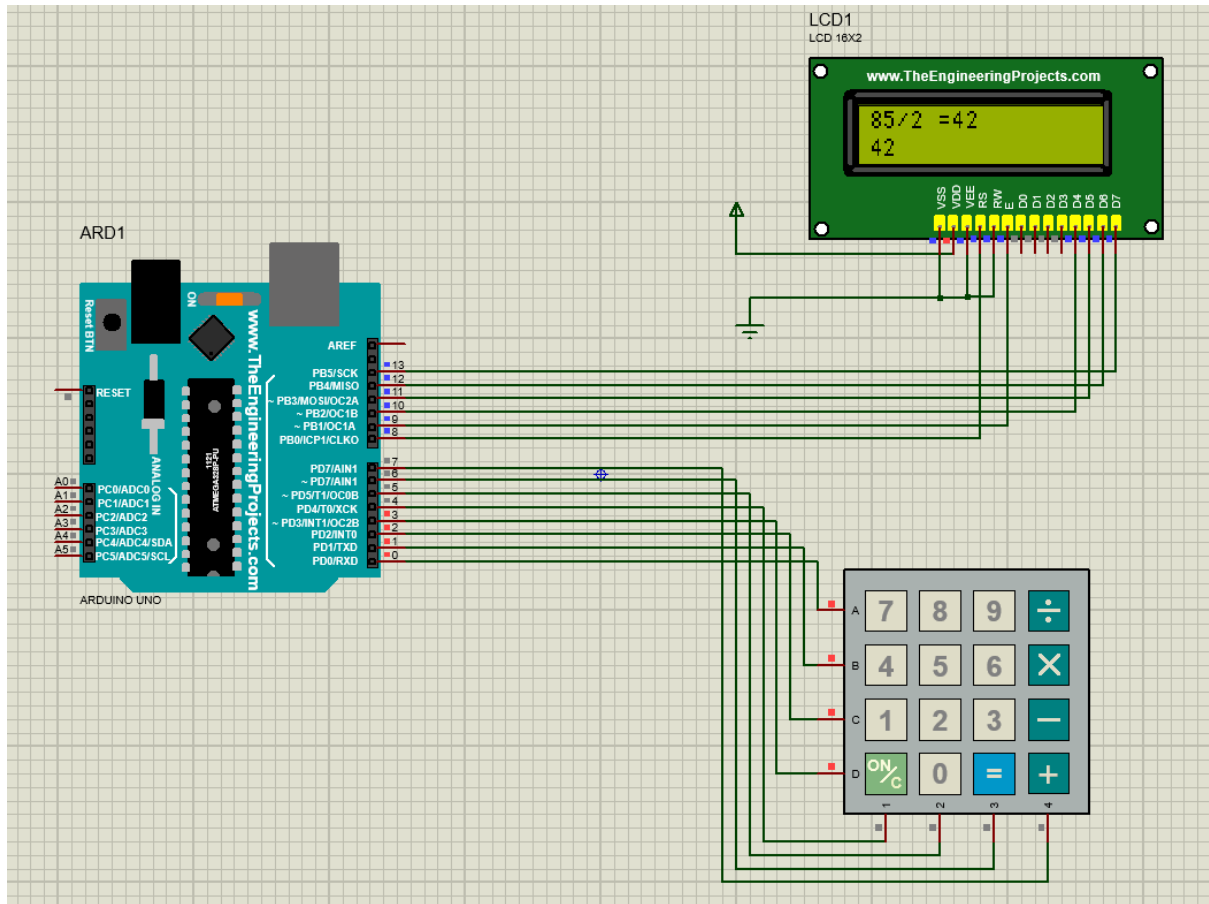 LCD1
LCD 16X2
www.TheEngineeringProjects.com
85/2 =42
42
VSS
VDD
VEE
RS
RW
E
D0
D1
D2
D3
D4
D5
D6
D7
ARD1
Reset BTN
ON
www.TheEngineeringProjects.com
RESET
ANALOG IN
1121
ATMEGA328P-PU
AREF
PB5/SCK 13
PB4/MISO 12
~ PB3/MOSI/OC2A 11
~ PB2/OC1B 10
~ PB1/OC1A 9
PB0/ICP1/CLKO 8
PD7/AIN1 7
~ PD7/AIN1 6
~ PD5/T1/OC0B 5
PD4/T0/XCK 4
~ PD3/INT1/OC2B 3
PD2/INT0 2
PD1/TXD 1
PD0/RXD 0
A0 PC0/ADC0
A1 PC1/ADC1
A2 PC2/ADC2
A3 PC3/ADC3
A4 PC4/ADC4/SDA
A5 PC5/ADC5/SCL
ARDUINO UNO
A 7 8 9 ÷
B 4 5 6 ×
C 1 2 3 −
D ON/C 0 = +
1 2 3 4